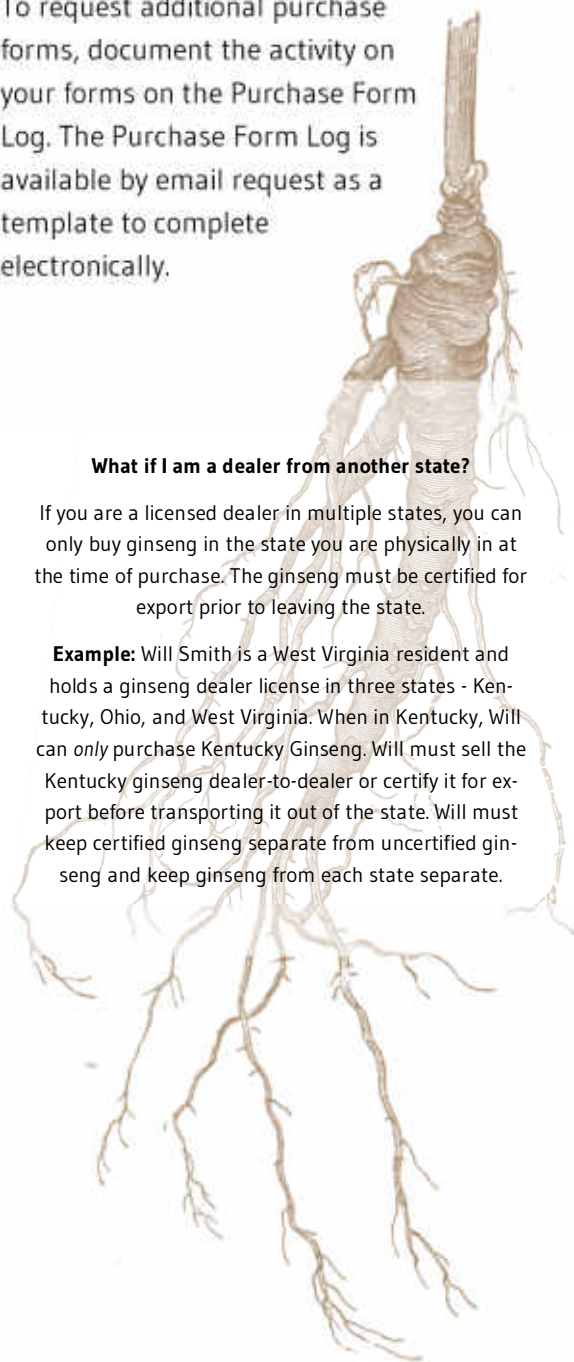 To request additional purchase
forms, document the activity on
your forms on the Purchase Form
Log. The Purchase Form Log is
available by email request as a
template to complete
electronically.
What if I am a dealer from another state?
If you are a licensed dealer in multiple states, you can
only buy ginseng in the state you are physically in at
the time of purchase. The ginseng must be certified for
export prior to leaving the state.
Example: Will Smith is a West Virginia resident and
holds a ginseng dealer license in three states - Ken-
tucky, Ohio, and West Virginia. When in Kentucky, Will
can only purchase Kentucky Ginseng. Will must sell the
Kentucky ginseng dealer-to-dealer or certify it for ex-
port before transporting it out of the state. Will must
keep certified ginseng separate from uncertified gin-
seng and keep ginseng from each state separate.